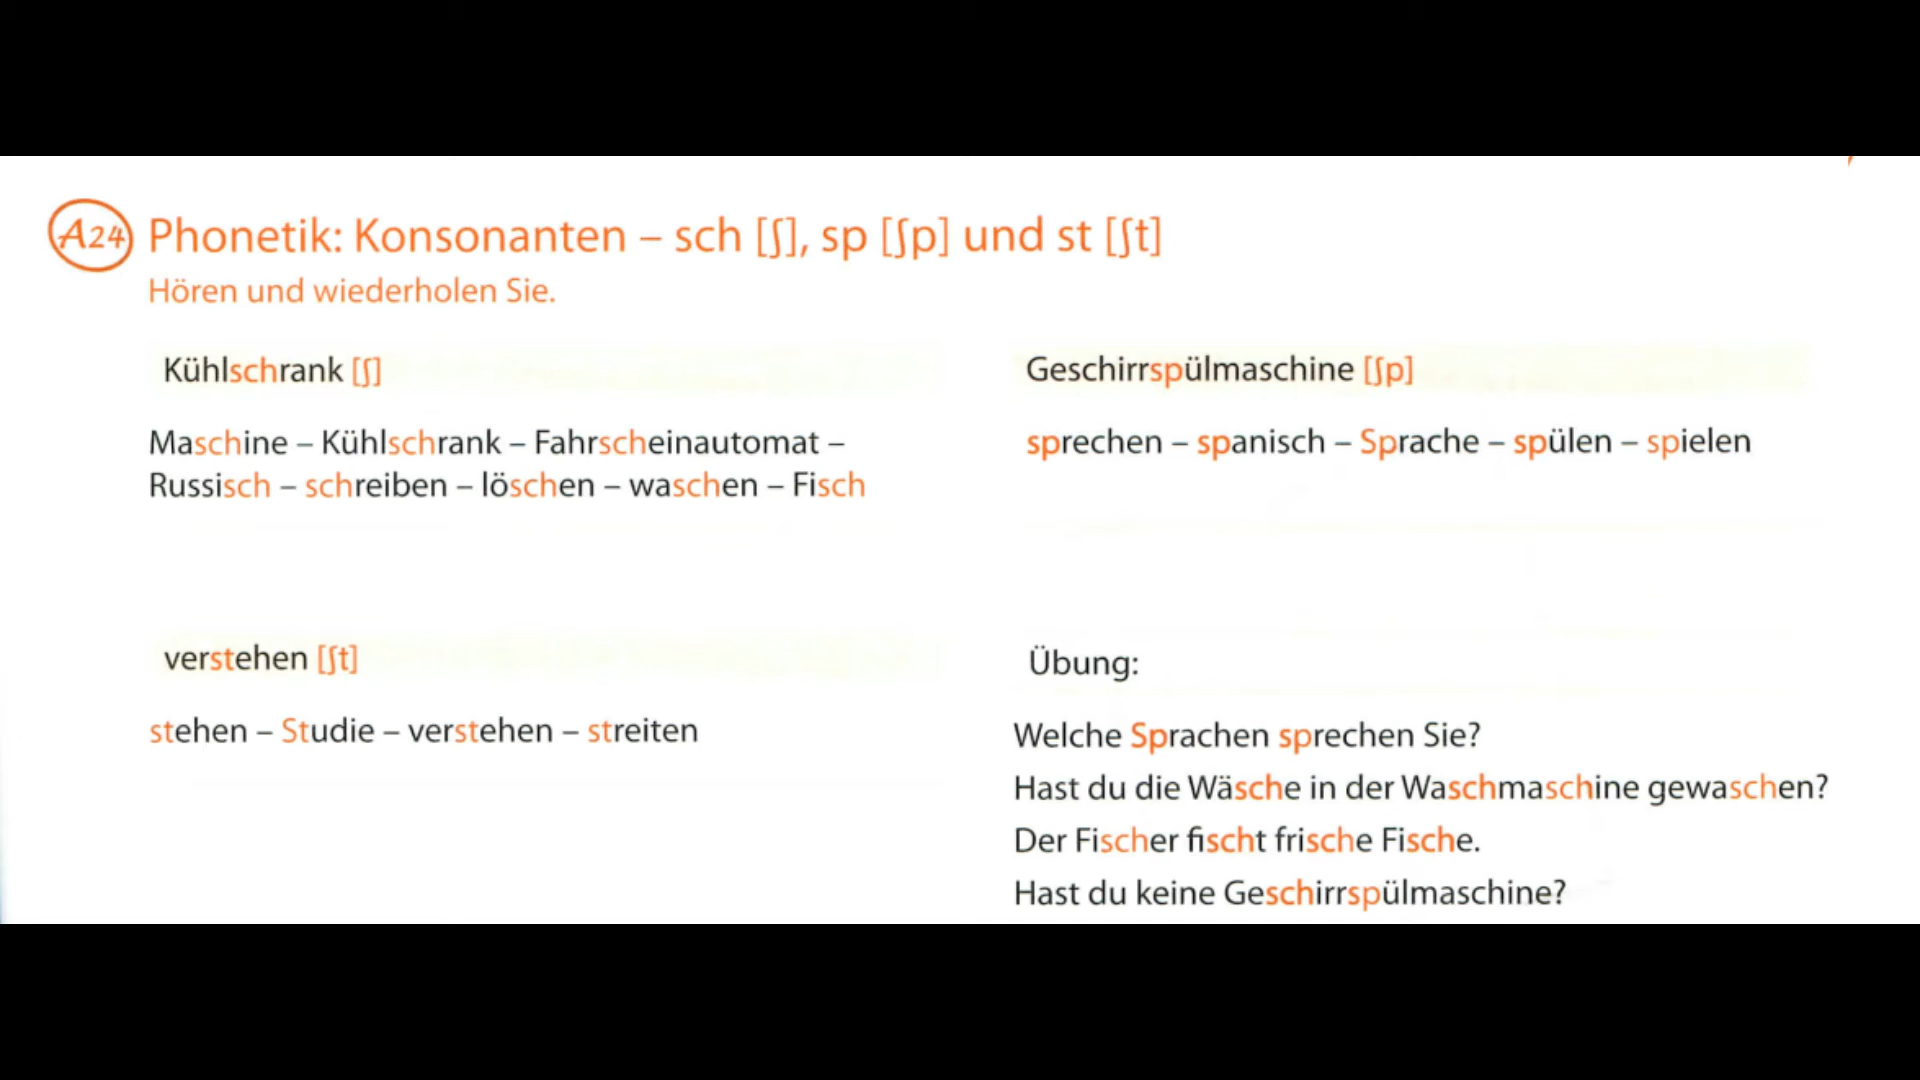 A24 Phonetik: Konsonanten – sch [ʃ], sp [ʃp] und st [ʃt]
Hören und wiederholen Sie.
Kühlschrank [ʃ]
Maschine – Kühlschrank – Fahrscheinautomat –
Russisch – schreiben – löschen – waschen – Fisch
Geschirrspülmaschine [ʃp]
sprechen – spanisch – Sprache – spülen – spielen
verstehen [ʃt]
stehen – Studie – verstehen – streiten
Übung:
Welche Sprachen sprechen Sie?
Hast du die Wäsche in der Waschmaschine gewaschen?
Der Fischer fischt frische Fische.
Hast du keine Geschirrspülmaschine?